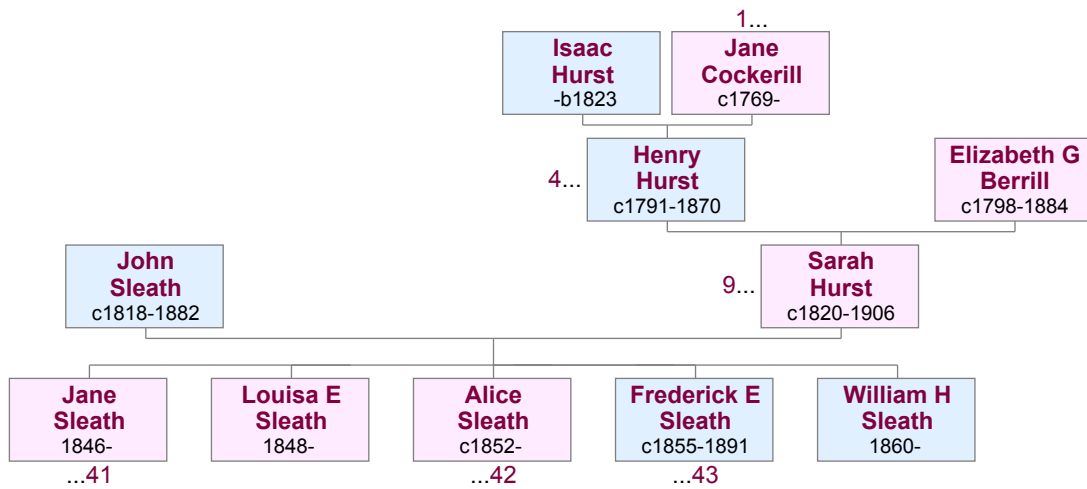 1...
Isaac
Hurst
-b1823
Jane
Cockerill
c1769-
4...
Henry
Hurst
c1791-1870
Elizabeth G
Berrill
c1798-1884
John
Sleath
c1818-1882
9...
Sarah
Hurst
c1820-1906
Jane
Sleath
1846-
...41
Louisa E
Sleath
1848-
Alice
Sleath
c1852-
...42
Frederick E
Sleath
c1855-1891
...43
William H
Sleath
1860-